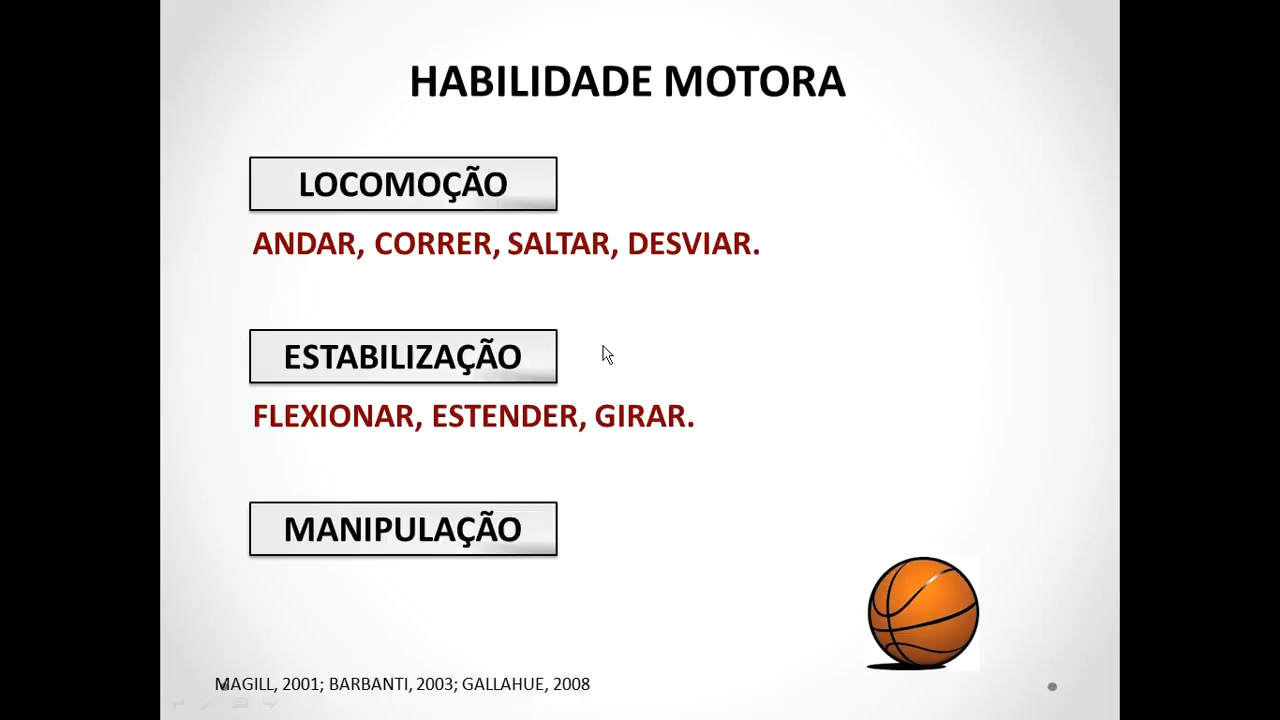 HABILIDADE MOTORA
LOCOMOÇÃO
ANDAR, CORRER, SALTAR, DESVIAR.
ESTABILIZAÇÃO
FLEXIONAR, ESTENDER, GIRAR.
MANIPULAÇÃO
MAGILL, 2001; BARBANTI, 2003; GALLAHUE, 2008